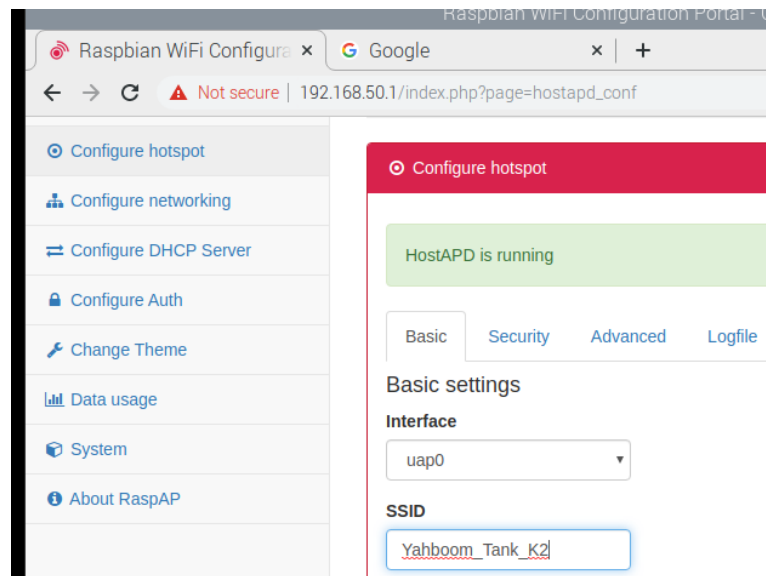 Raspbian WiFi Configuration Portal -
Raspbian WiFi Configura
Google
Not secure | 192.168.50.1/index.php?page=hostapd_conf
Configure hotspot
Configure networking
Configure DHCP Server
Configure Auth
Change Theme
Data usage
System
About RaspAP
Configure hotspot
HostAPD is running
Basic Security Advanced Logfile
Basic settings
Interface
uap0
SSID
Yahboom_Tank_K2